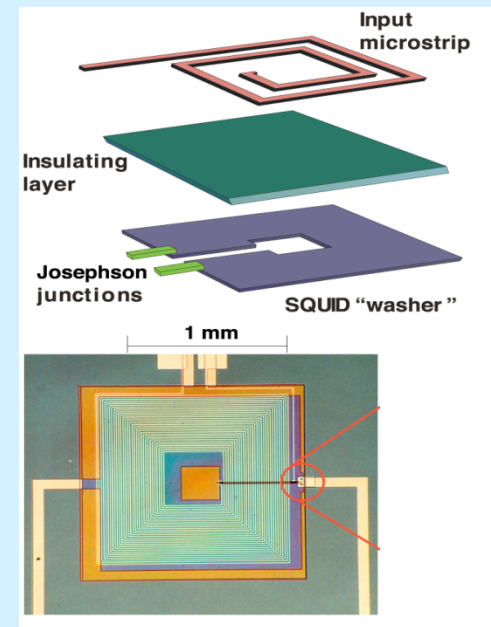 Input
microstrip
Insulating
layer
Josephson
junctions
SQUID “washer ”
1 mm